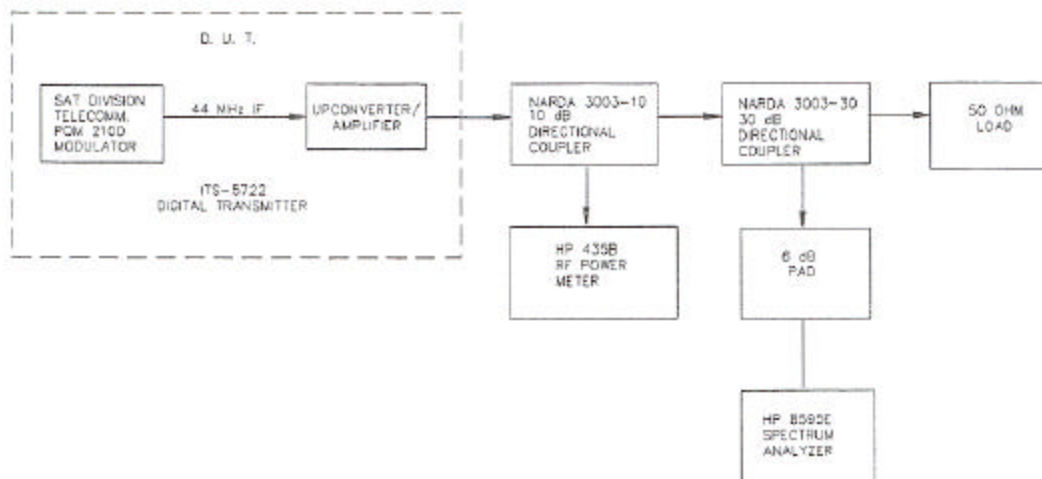 D. U. T.
SAT DIVISION
TELECOMM.
PQM 2100
MODULATOR
44 MHz IF
UPCONVERTER/
AMPLIFIER
ITS-5722
DIGITAL TRANSMITTER
NARDA 3003-10
10 dB
DIRECTIONAL
COUPLER
NARDA 3003-30
30 dB
DIRECTIONAL
COUPLER
50 OHM
LOAD
HP 435B
RF POWER
METER
6 dB
PAD
HP 8595E
SPECTRUM
ANALYZER